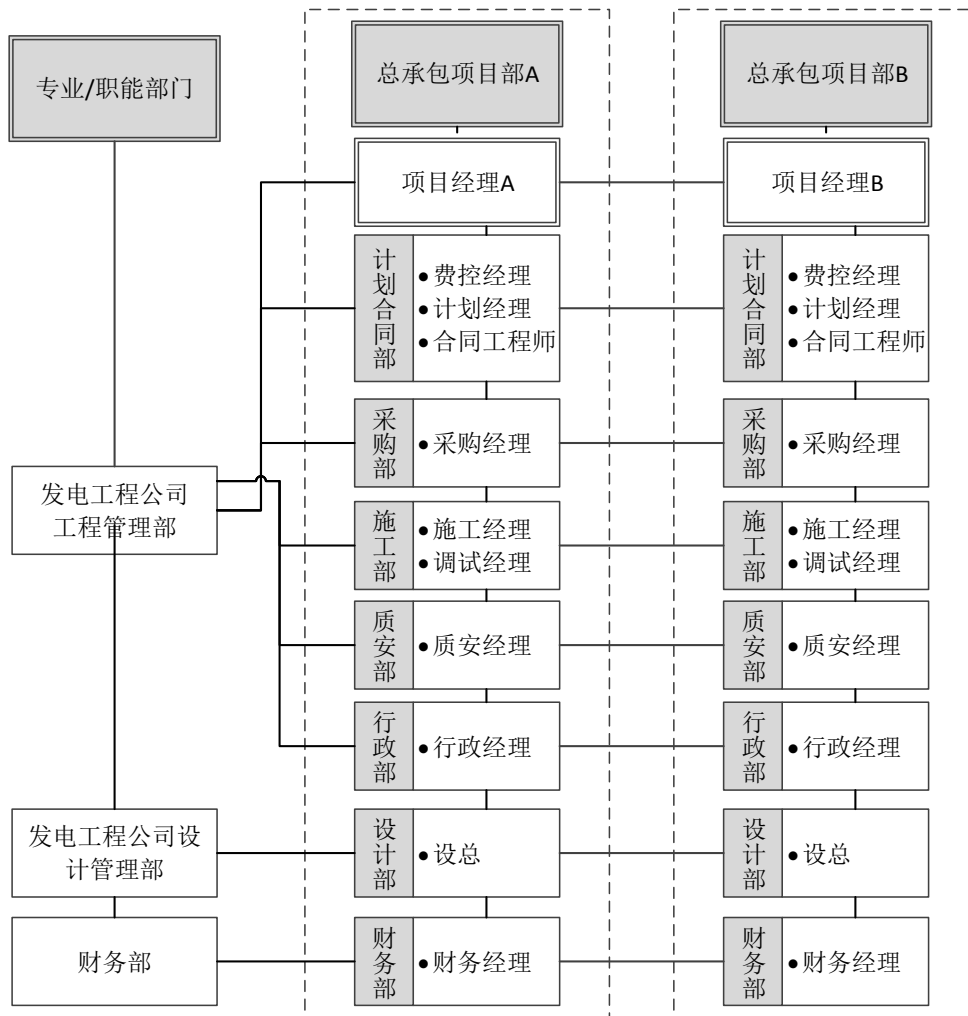 专业/职能部门
总承包项目部A
总承包项目部B
项目经理A
项目经理B
计划合同部
●费控经理
●计划经理
●合同工程师
计划合同部
●费控经理
●计划经理
●合同工程师
采购部
●采购经理
采购部
●采购经理
发电工程公司
工程管理部
施工部
●施工经理
●调试经理
施工部
●施工经理
●调试经理
质安部
●质安经理
质安部
●质安经理
行政部
●行政经理
行政部
●行政经理
发电工程公司设
计管理部
设计部
●设总
设计部
●设总
财务部
财务部
●财务经理
财务部
●财务经理